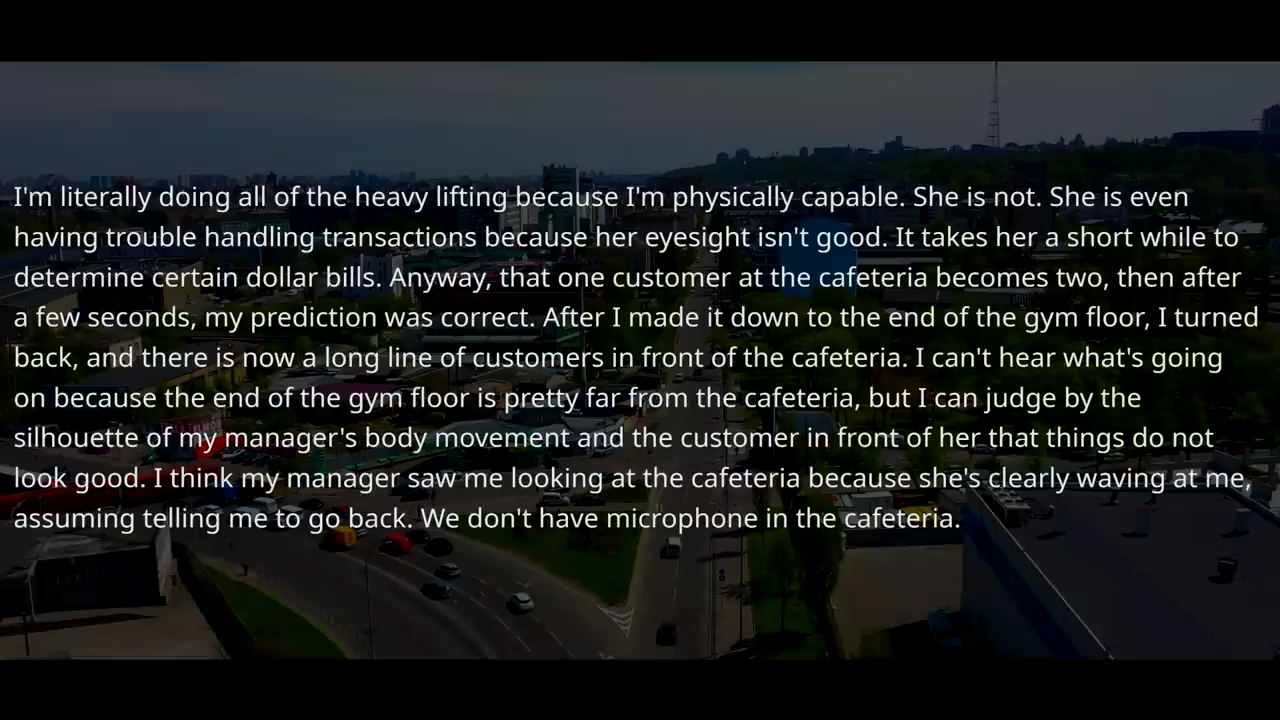 I'm literally doing all of the heavy lifting because I'm physically capable. She is not. She is even
having trouble handling transactions because her eyesight isn't good. It takes her a short while to
determine certain dollar bills. Anyway, that one customer at the cafeteria becomes two, then after
a few seconds, my prediction was correct. After I made it down to the end of the gym floor, I turned
back, and there is now a long line of customers in front of the cafeteria. I can't hear what's going
on because the end of the gym floor is pretty far from the cafeteria, but I can judge by the
silhouette of my manager's body movement and the customer in front of her that things do not
look good. I think my manager saw me looking at the cafeteria because she's clearly waving at me,
assuming telling me to go back. We don't have microphone in the cafeteria.